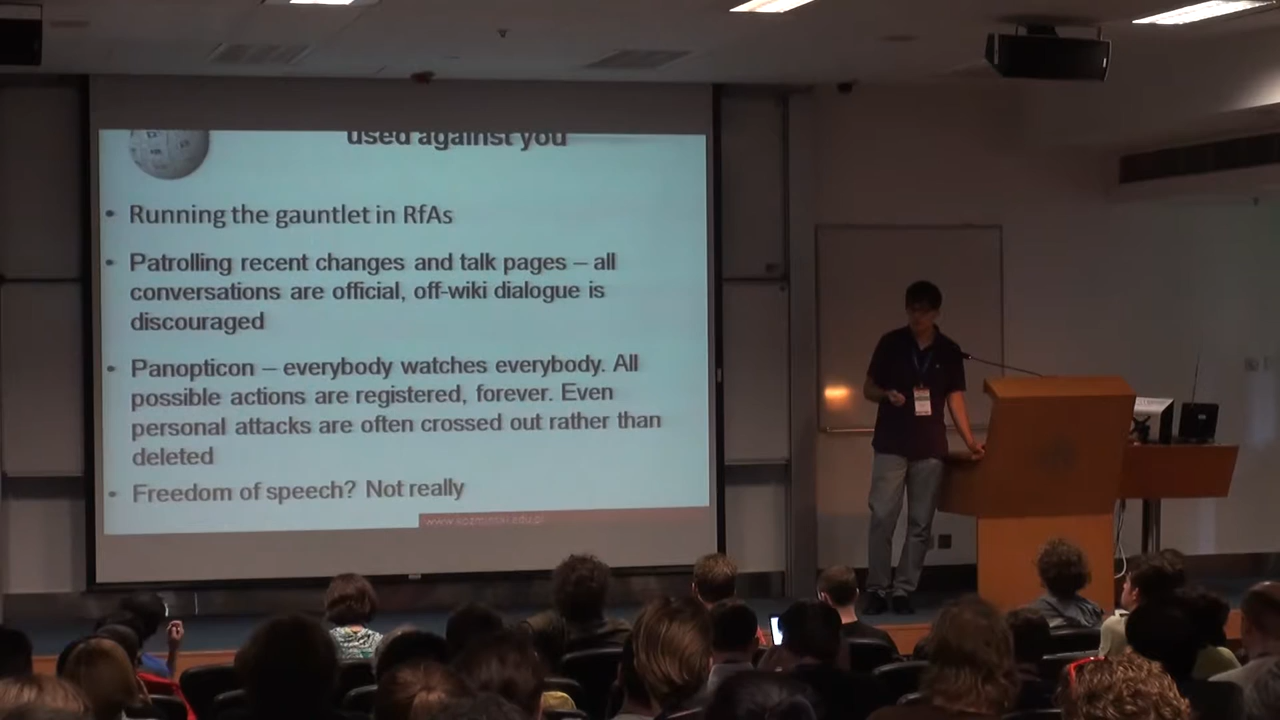 used against you
• Running the gauntlet in RfAs
• Patrolling recent changes and talk pages – all
conversations are official, off-wiki dialogue is
discouraged
• Panopticon – everybody watches everybody. All
possible actions are registered, forever. Even
personal attacks are often crossed out rather than
deleted
• Freedom of speech? Not really
www.kozminski.edu.pl